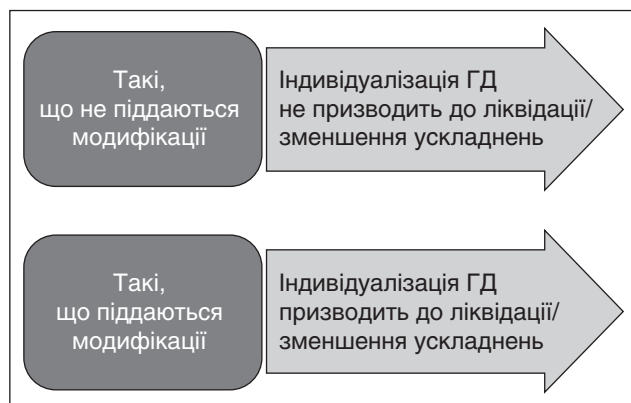 Такі,
що не піддаються
модифікації
Індивідуалізація ГД
не призводить до ліквідації/
зменшення ускладнень
Такі,
що піддаються
модифікації
Індивідуалізація ГД
призводить до ліквідації/
зменшення ускладнень